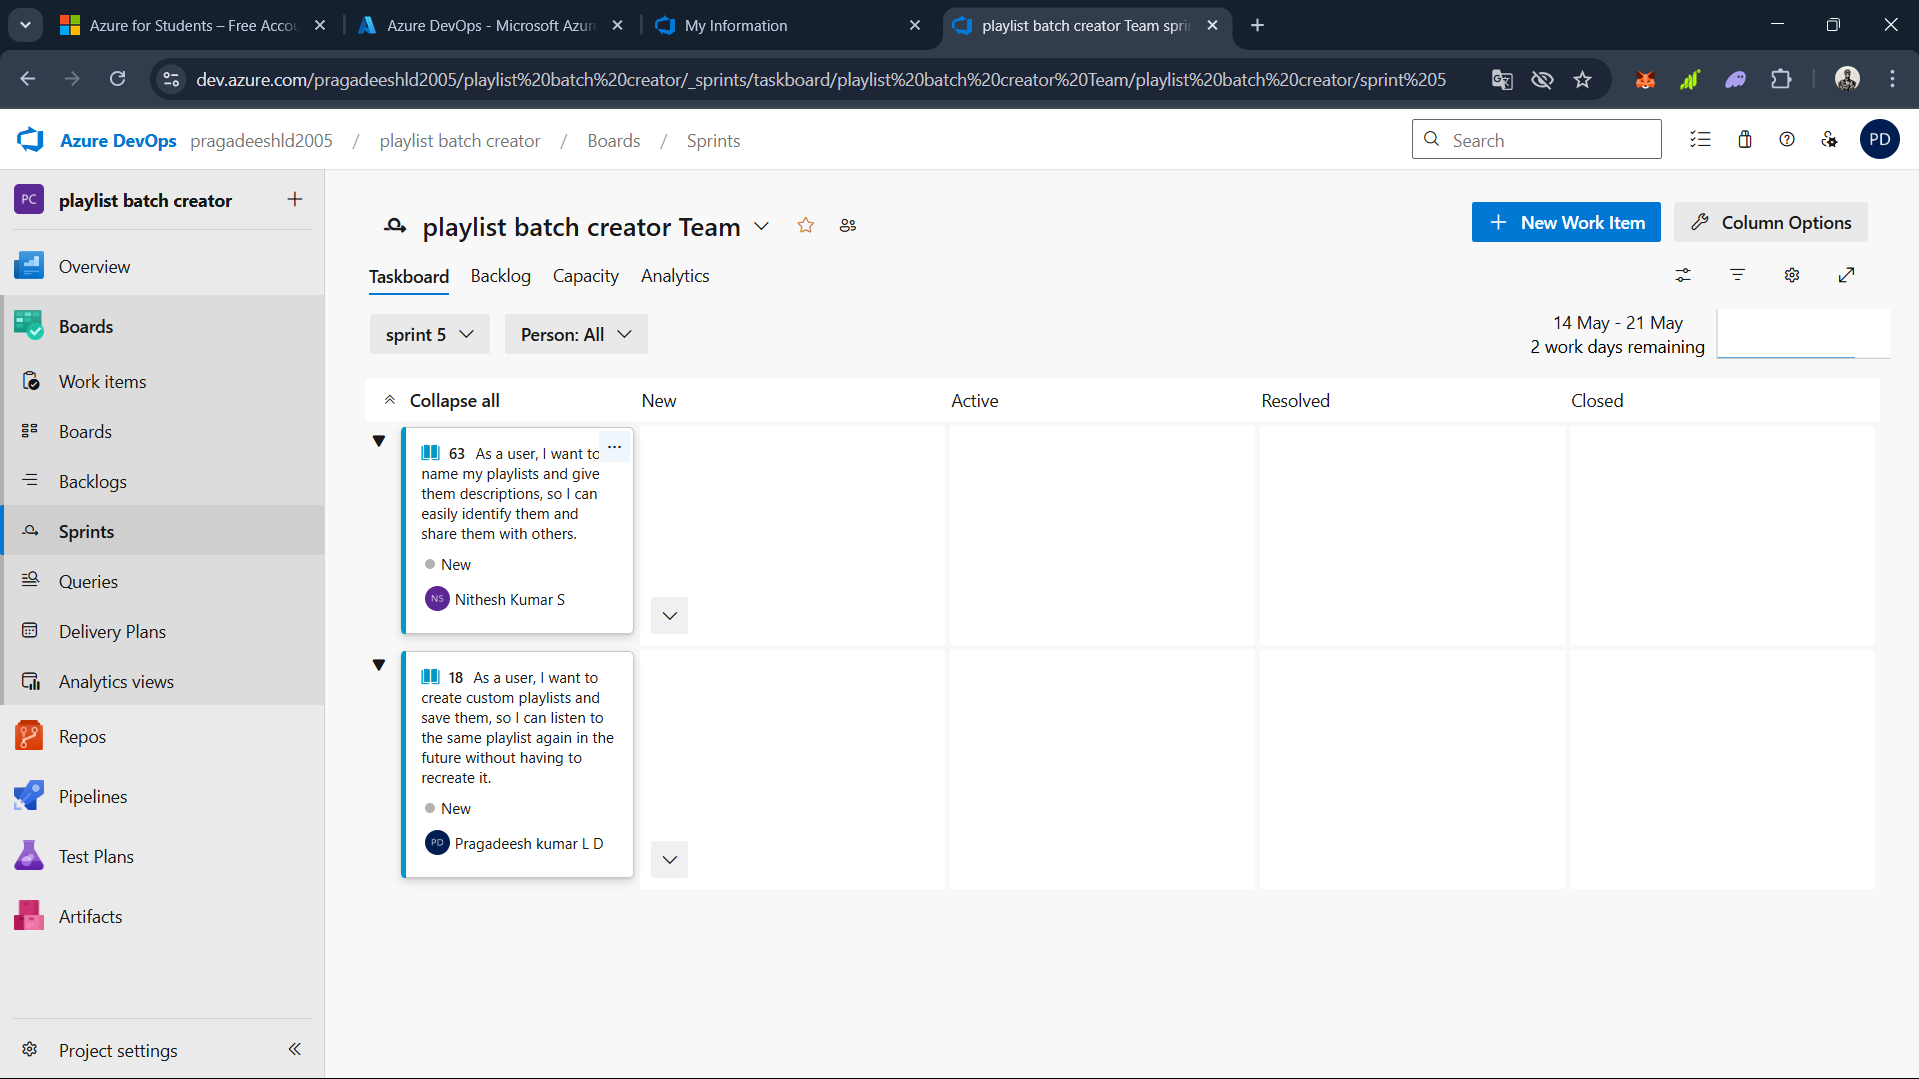 Azure for Students – Free Accou
Azure DevOps - Microsoft Azure
My Information
playlist batch creator Team sprin
dev.azure.com/pragadeeshld2005/playlist%20batch%20creator/_sprints/taskboard/playlist%20batch%20creator%20Team/playlist%20batch%20creator/sprint%205
Azure DevOps pragadeeshld2005 / playlist batch creator / Boards / Sprints
Search
PD
PC playlist batch creator
Overview
Boards
Work items
Boards
Backlogs
Sprints
Queries
Delivery Plans
Analytics views
Repos
Pipelines
Test Plans
Artifacts
Project settings
playlist batch creator Team
New Work Item
Column Options
Taskboard Backlog Capacity Analytics
sprint 5
Person: All
14 May - 21 May
2 work days remaining
Collapse all
New
Active
Resolved
Closed
63 As a user, I want to
name my playlists and give
them descriptions, so I can
easily identify them and
share them with others.
New
NS Nithesh Kumar S
18 As a user, I want to
create custom playlists and
save them, so I can listen to
the same playlist again in the
future without having to
recreate it.
New
PD Pragadeesh kumar L D